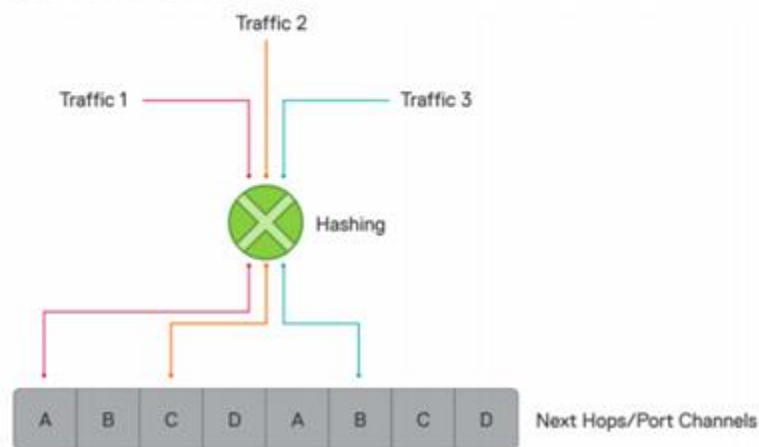 Traffic 2
Traffic 1
Traffic 3
Hashing
A B C D A B C D
Next Hops/Port Channels